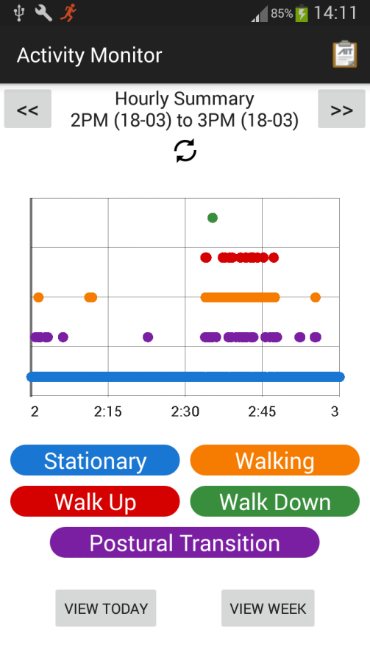 85% 14:11
Activity Monitor
<< Hourly Summary >>
2PM (18-03) to 3PM (18-03)
2 2:15 2:30 2:45 3
Stationary Walking
Walk Up Walk Down
Postural Transition
VIEW TODAY VIEW WEEK